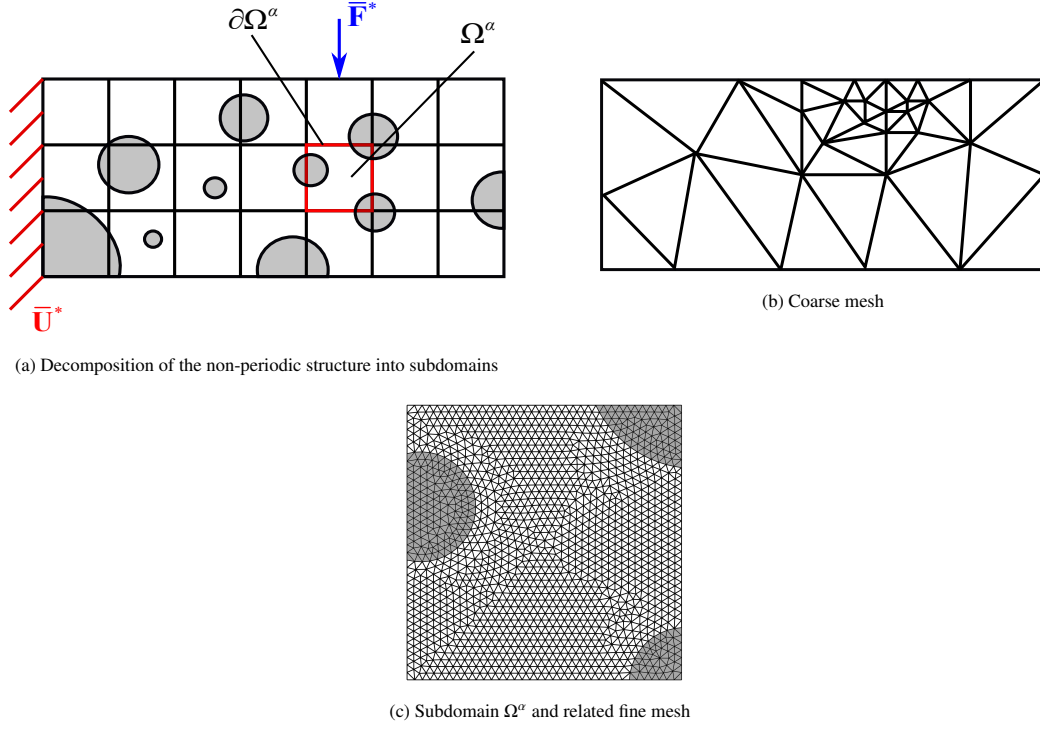 ∂Ω^α
F̅*
Ω^α
U̅*
(a) Decomposition of the non-periodic structure into subdomains
(b) Coarse mesh
(c) Subdomain Ω^α and related fine mesh